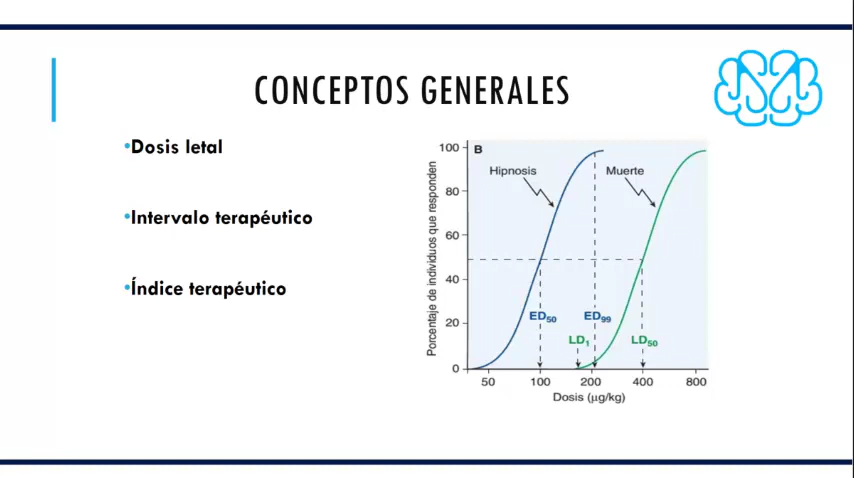 CONCEPTOS GENERALES
•Dosis letal
•Intervalo terapéutico
•Índice terapéutico
B
Hipnosis
Muerte
Porcentaje de individuos que responden
100
80
60
40
20
0
ED50
ED99
LD1
LD50
50 100 200 400 800
Dosis (μg/kg)